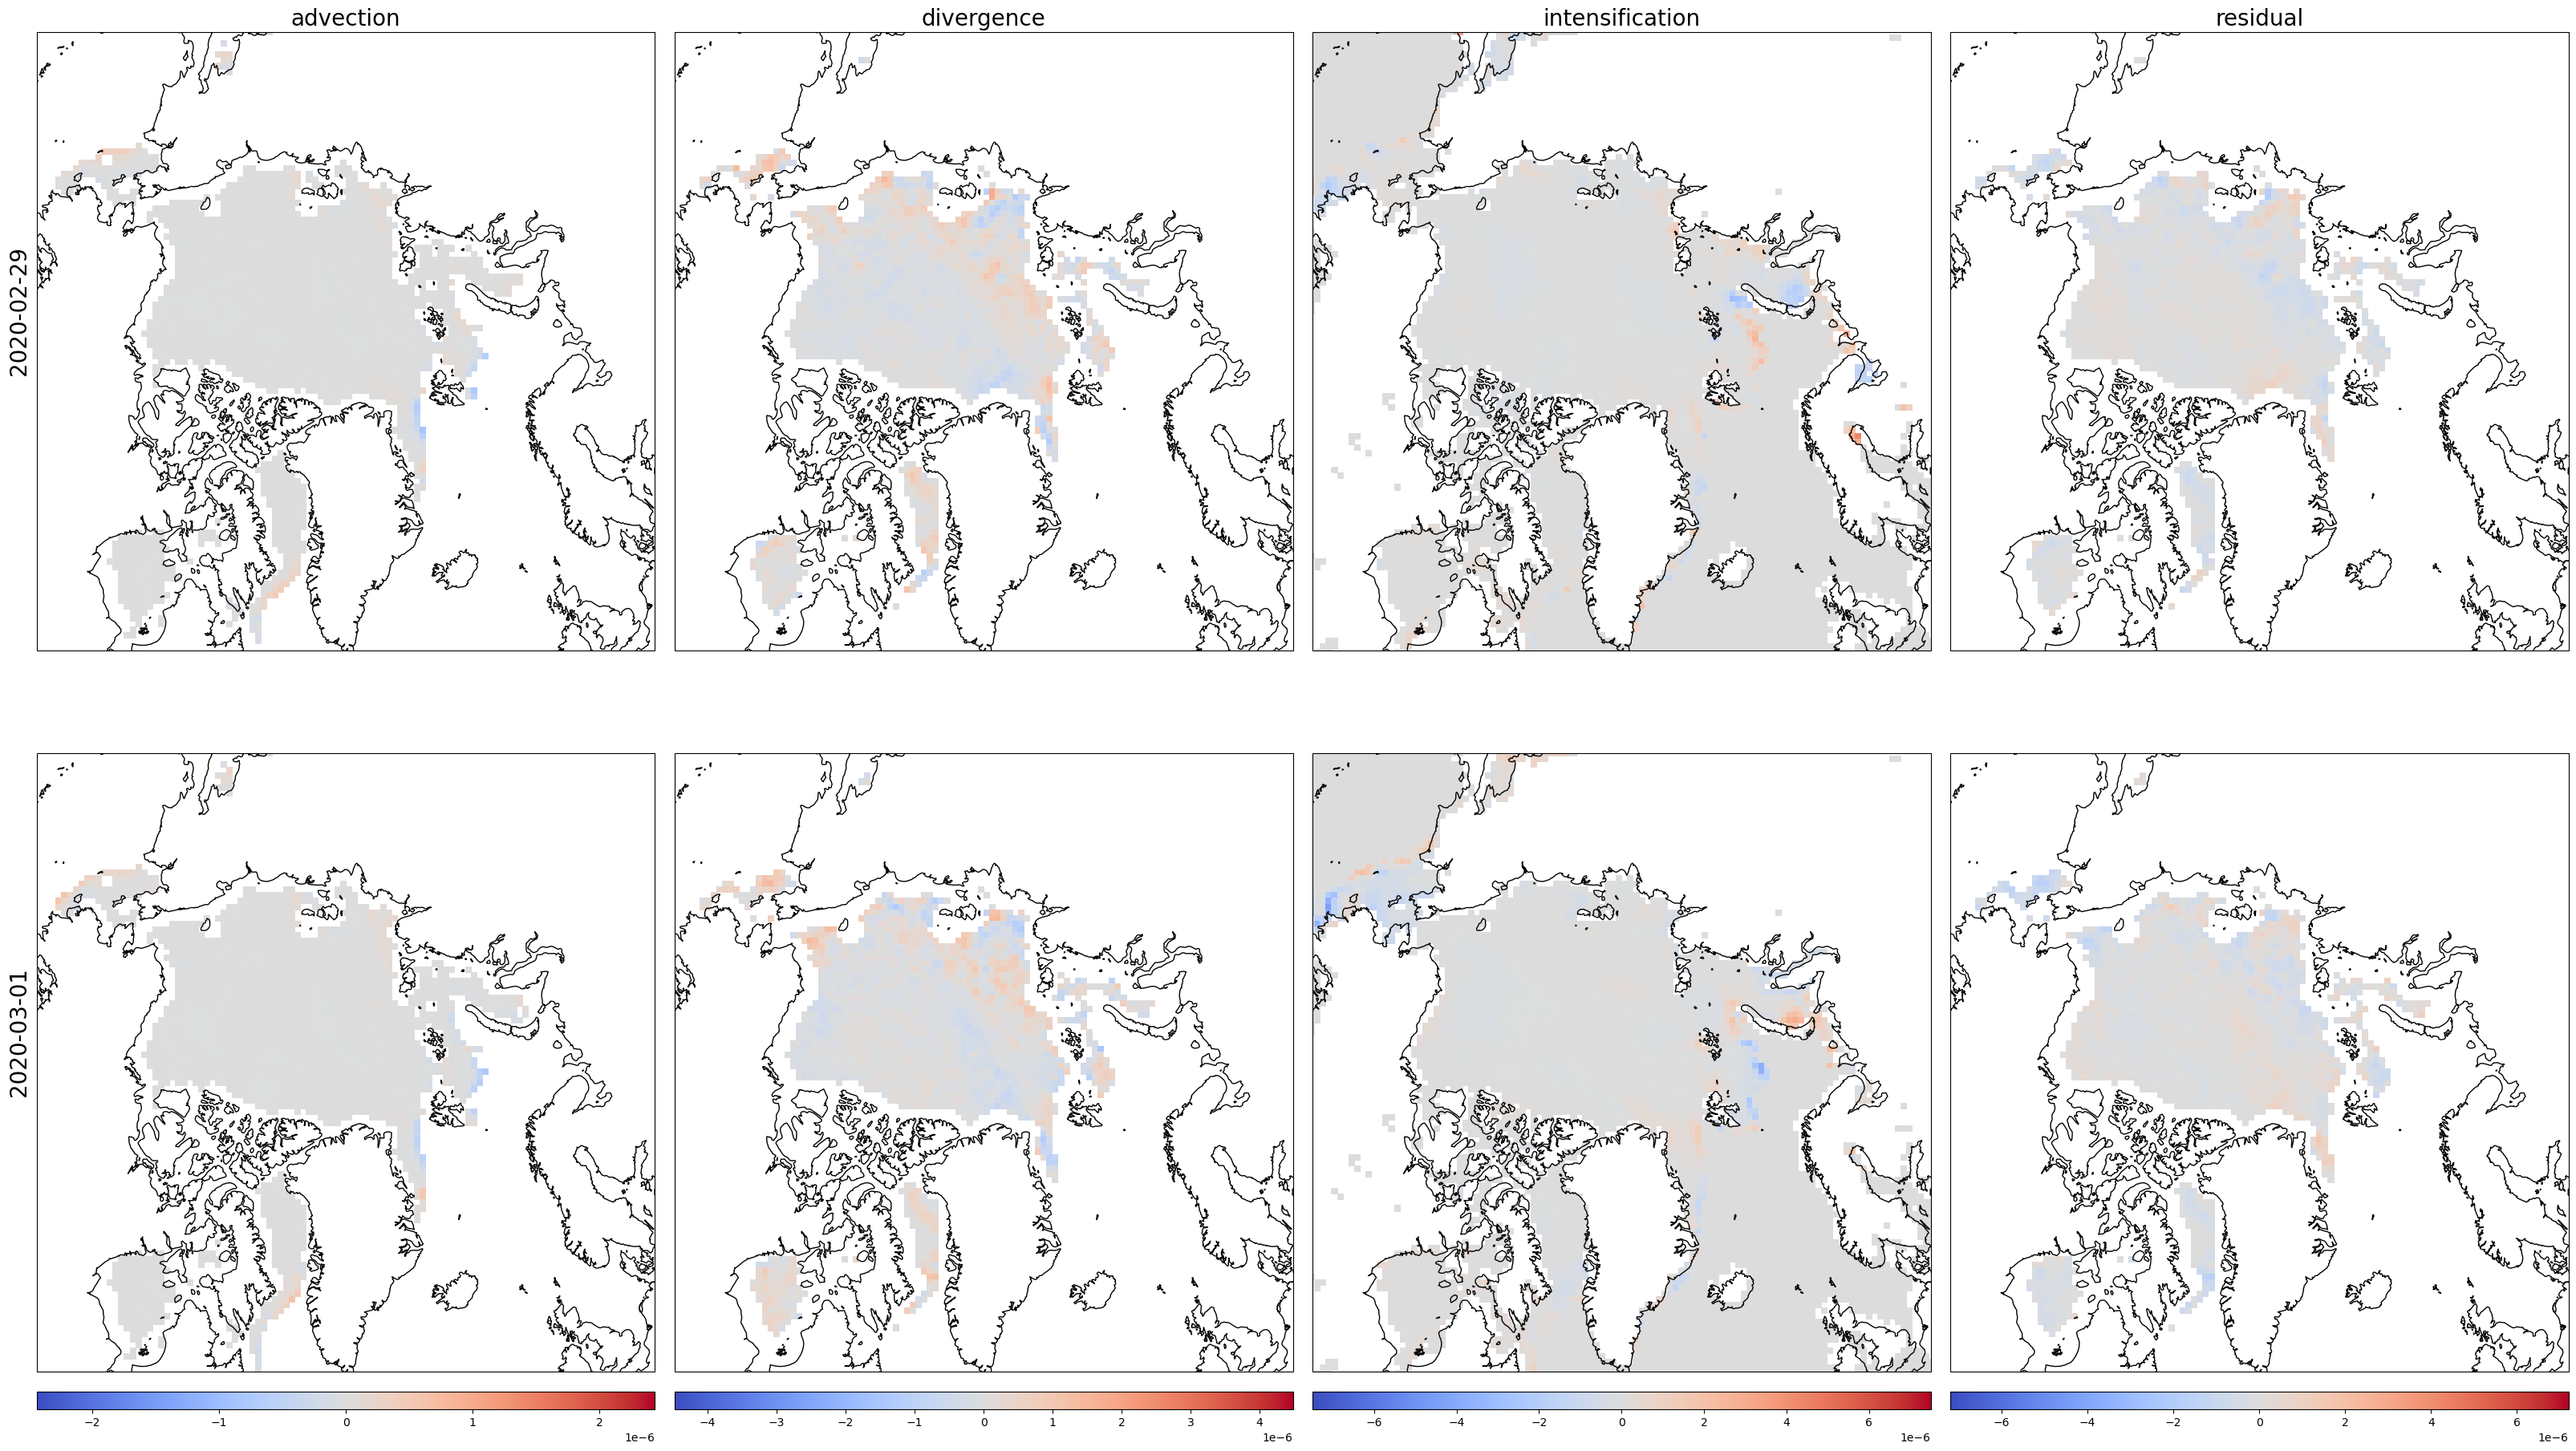 advection divergence intensification residual
2020-02-29
2020-03-01
−2 −1 0 1 2 −4 −3 −2 −1 0 1 2 3 4 −6 −4 −2 0 2 4 6 −6 −4 −2 0 2 4 6
1e−6 1e−6 1e−6 1e−6